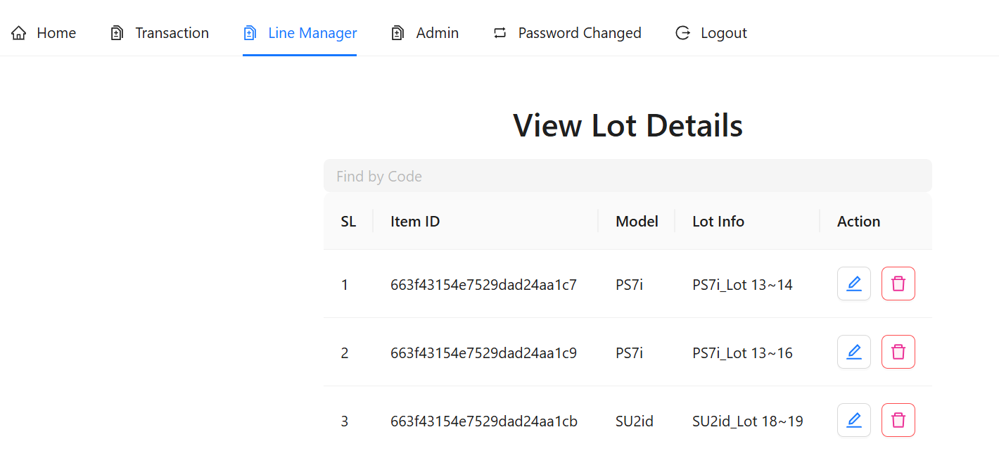 Home Transaction Line Manager Admin Password Changed Logout
View Lot Details
Find by Code
SL Item ID Model Lot Info Action
1 663f43154e7529dad24aa1c7 PS7i PS7i_Lot 13~14
2 663f43154e7529dad24aa1c9 PS7i PS7i_Lot 13~16
3 663f43154e7529dad24aa1cb SU2id SU2id_Lot 18~19